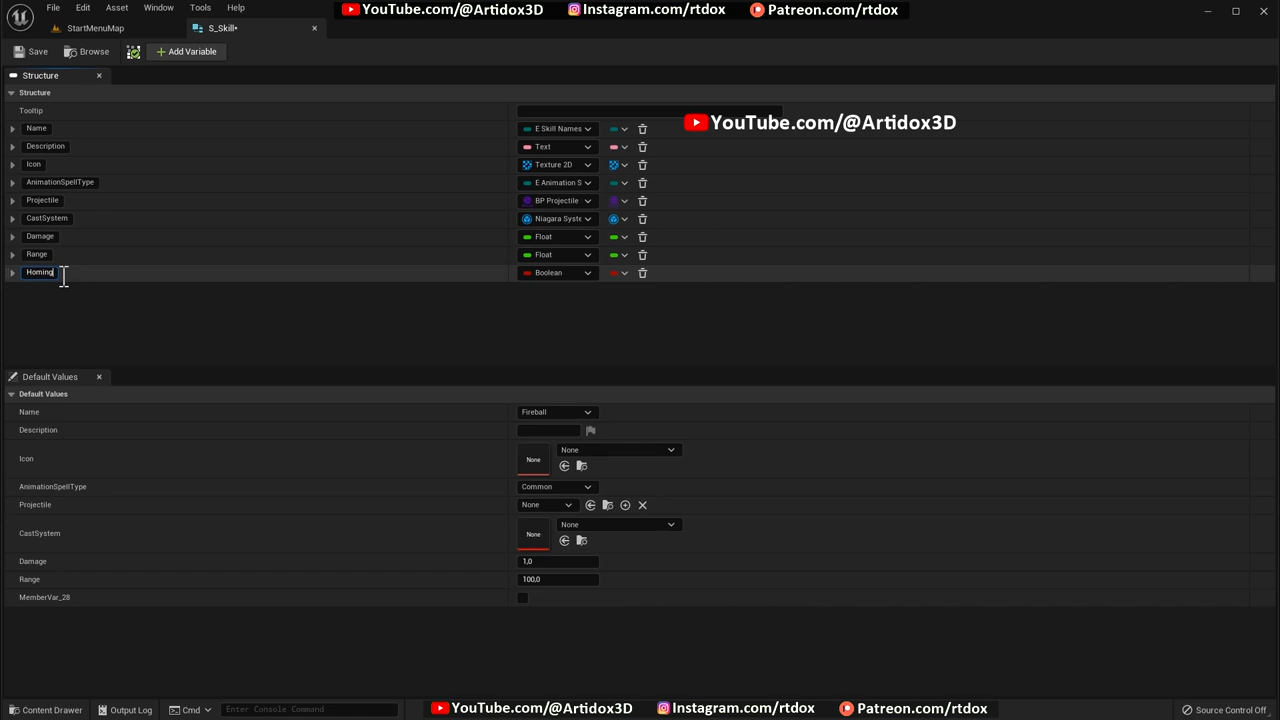 File Edit Asset Window Tools Help YouTube.com/@Artidox3D Instagram.com/rtdox Patreon.com/rtdox
StartMenuMap S_Skill*
Save Browse Add Variable
Structure
Structure
Tooltip
YouTube.com/@Artidox3D
Name E Skill Names
Description Text
Icon Texture 2D
AnimationSpellType E Animation S
Projectile BP Projectile
CastSystem Niagara Syste
Damage Float
Range Float
Homing Boolean
Default Values
Default Values
Name Fireball
Description
None
Icon None
AnimationSpellType Common
Projectile None
None
CastSystem None
Damage 1,0
Range 100,0
MemberVar_28
Content Drawer Output Log Cmd Enter Console Command YouTube.com/@Artidox3D Instagram.com/rtdox Patreon.com/rtdox Source Control Off